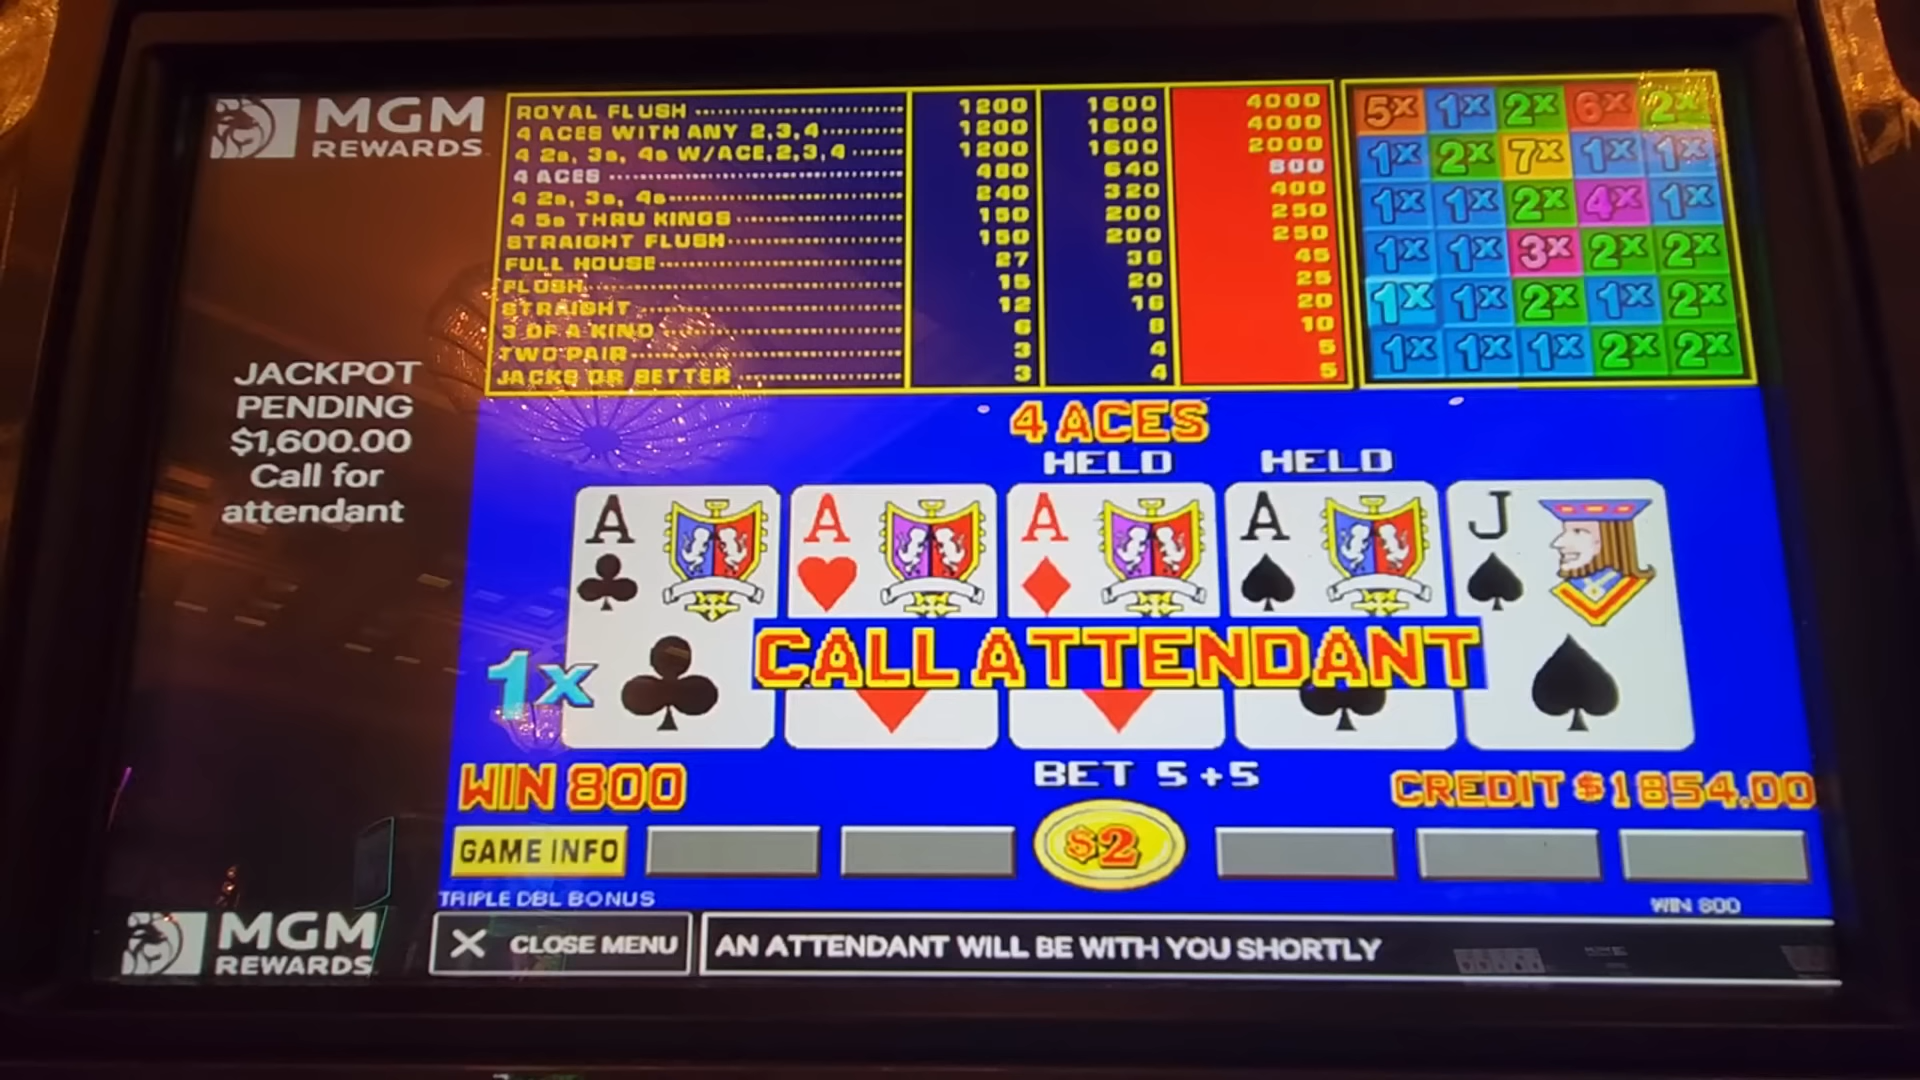 MGM
REWARDS
ROYAL FLUSH 1200 1600 4000
4 ACES WITH ANY 2,3,4 1200 1600 4000
4 2s, 3s, 4s W/ACE,2,3,4 1200 1600 2000
4 ACES 480 640 800
4 2s, 3s, 4s 240 320 400
4 5s THRU KINGS 150 200 250
STRAIGHT FLUSH 150 200 250
FULL HOUSE 27 36 45
FLUSH 15 20 25
STRAIGHT 12 16 20
3 OF A KIND 6 8 10
TWO PAIR 3 4 5
JACKS OR BETTER 3 4 5
5x 1x 2x 6x 2x
1x 2x 7x 1x 1x
1x 1x 2x 4x 1x
1x 1x 3x 2x 2x
1x 1x 2x 1x 2x
1x 1x 1x 2x 2x
JACKPOT
PENDING
$1,600.00
Call for
attendant
4 ACES
HELD HELD
A A A A J
CALL ATTENDANT
1x
WIN 800
BET 5+5
CREDIT $1854.00
GAME INFO
$2
TRIPLE DBL BONUS
WIN 800
MGM
REWARDS
X CLOSE MENU
AN ATTENDANT WILL BE WITH YOU SHORTLY